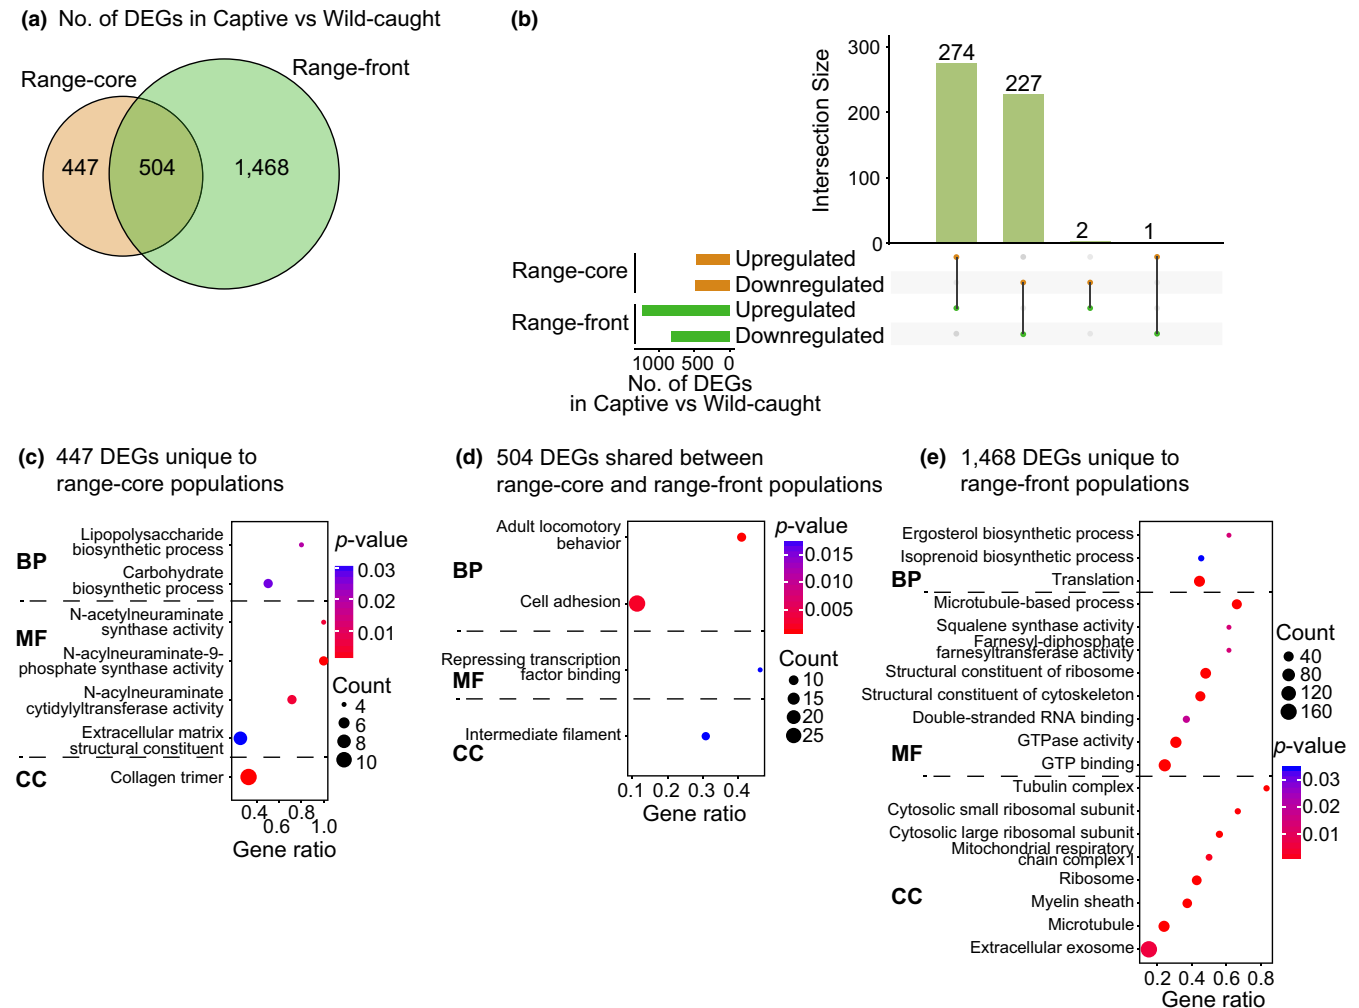 (a) No. of DEGs in Captive vs Wild-caught
Range-core
Range-front
447
504
1,468
(b)
Intersection Size
300
200
100
0
274
227
2
1
Range-core
Upregulated
Downregulated
Range-front
Upregulated
Downregulated
1000 500 0
No. of DEGs
in Captive vs Wild-caught
(c) 447 DEGs unique to
range-core populations
BP
Lipopolysaccharide
biosynthetic process
Carbohydrate
biosynthetic process
MF
N-acetylneuraminate
synthase activity
N-acylneuraminate-9-
phosphate synthase activity
N-acylneuraminate
cytidylyltransferase activity
Extracellular matrix
structural constituent
CC
Collagen trimer
0.4 0.6 0.8 1.0
Gene ratio
p-value
0.03
0.02
0.01
Count
4
6
8
10
(d) 504 DEGs shared between
range-core and range-front populations
BP
Adult locomotory
behavior
Cell adhesion
MF
Repressing transcription
factor binding
CC
Intermediate filament
0.1 0.2 0.3 0.4
Gene ratio
p-value
0.015
0.010
0.005
Count
10
15
20
25
(e) 1,468 DEGs unique to
range-front populations
BP
Ergosterol biosynthetic process
Isoprenoid biosynthetic process
Translation
Microtubule-based process
MF
Squalene synthase activity
Farnesyl-diphosphate
farnesyltransferase activity
Structural constituent of ribosome
Structural constituent of cytoskeleton
Double-stranded RNA binding
GTPase activity
GTP binding
CC
Tubulin complex
Cytosolic small ribosomal subunit
Cytosolic large ribosomal subunit
Mitochondrial respiratory
chain complex I
Ribosome
Myelin sheath
Microtubule
Extracellular exosome
0.2 0.4 0.6 0.8
Gene ratio
Count
40
80
120
160
p-value
0.03
0.02
0.01